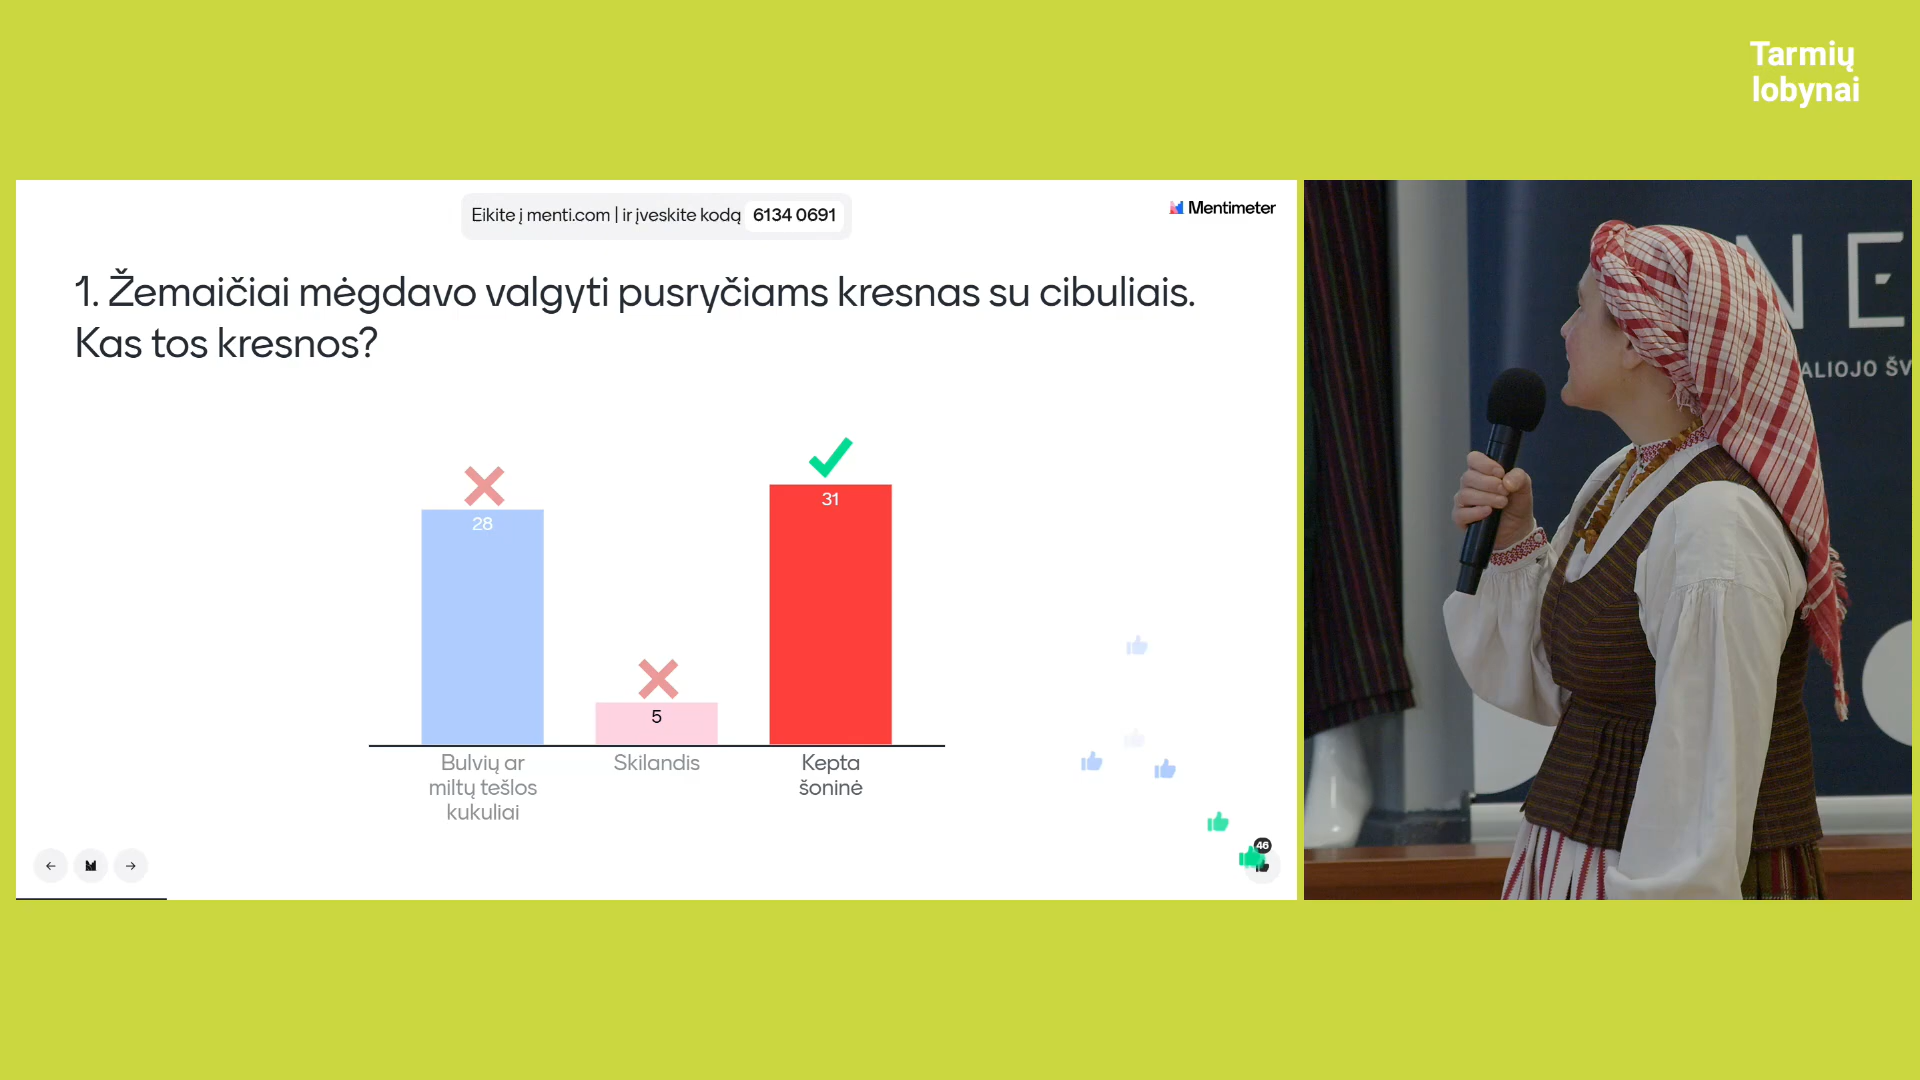 Tarmių
lobynai
Eikite į menti.com | ir įveskite kodą 6134 0691
Mentimeter
1. Žemaičiai mėgdavo valgyti pusryčiams kresnas su cibuliais.
Kas tos kresnos?
28
5
31
Bulvių ar
miltų tešlos
kukuliai
Skilandis
Kepta
šoninė
46
NE
ALIOJO ŠV